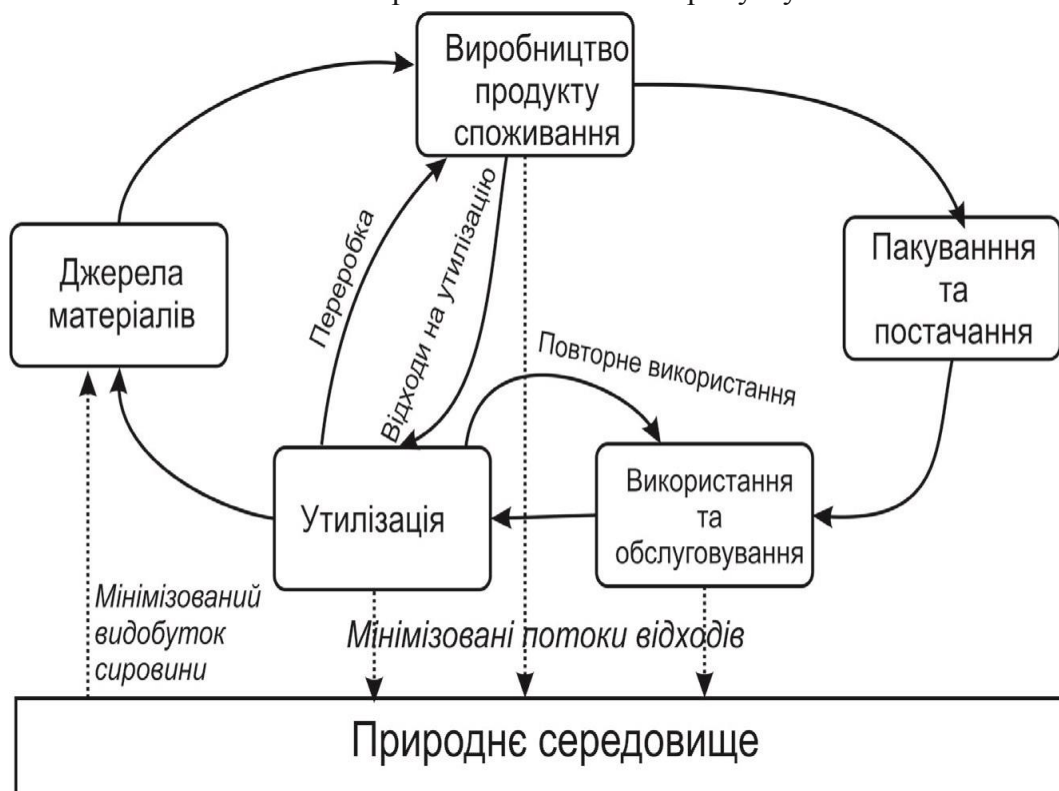 Виробництво
продукту
споживання
Джерела
матеріалів
Пакуванння
та
постачання
Переробка
Відходи на утилізацію
Повторне використання
Утилізація
Використання
та
обслуговування
Мінімізований
видобуток
сировини
Мінімізовані потоки відходів
Природнє середовище